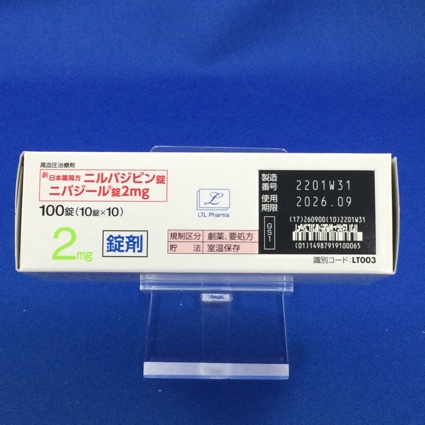 高血圧治療剤
劇 日本薬局方 ニルバジピン錠
ニバジール®錠2mg
100錠(10錠×10)
2mg 錠剤
LTL Pharma
規制区分 劇薬、要処方
貯法 室温保存
製造番号 2201W31
使用期限 2026.09
(17)260900(10)2201W31
GS1
(01)14987919100065
識別コード:LT003